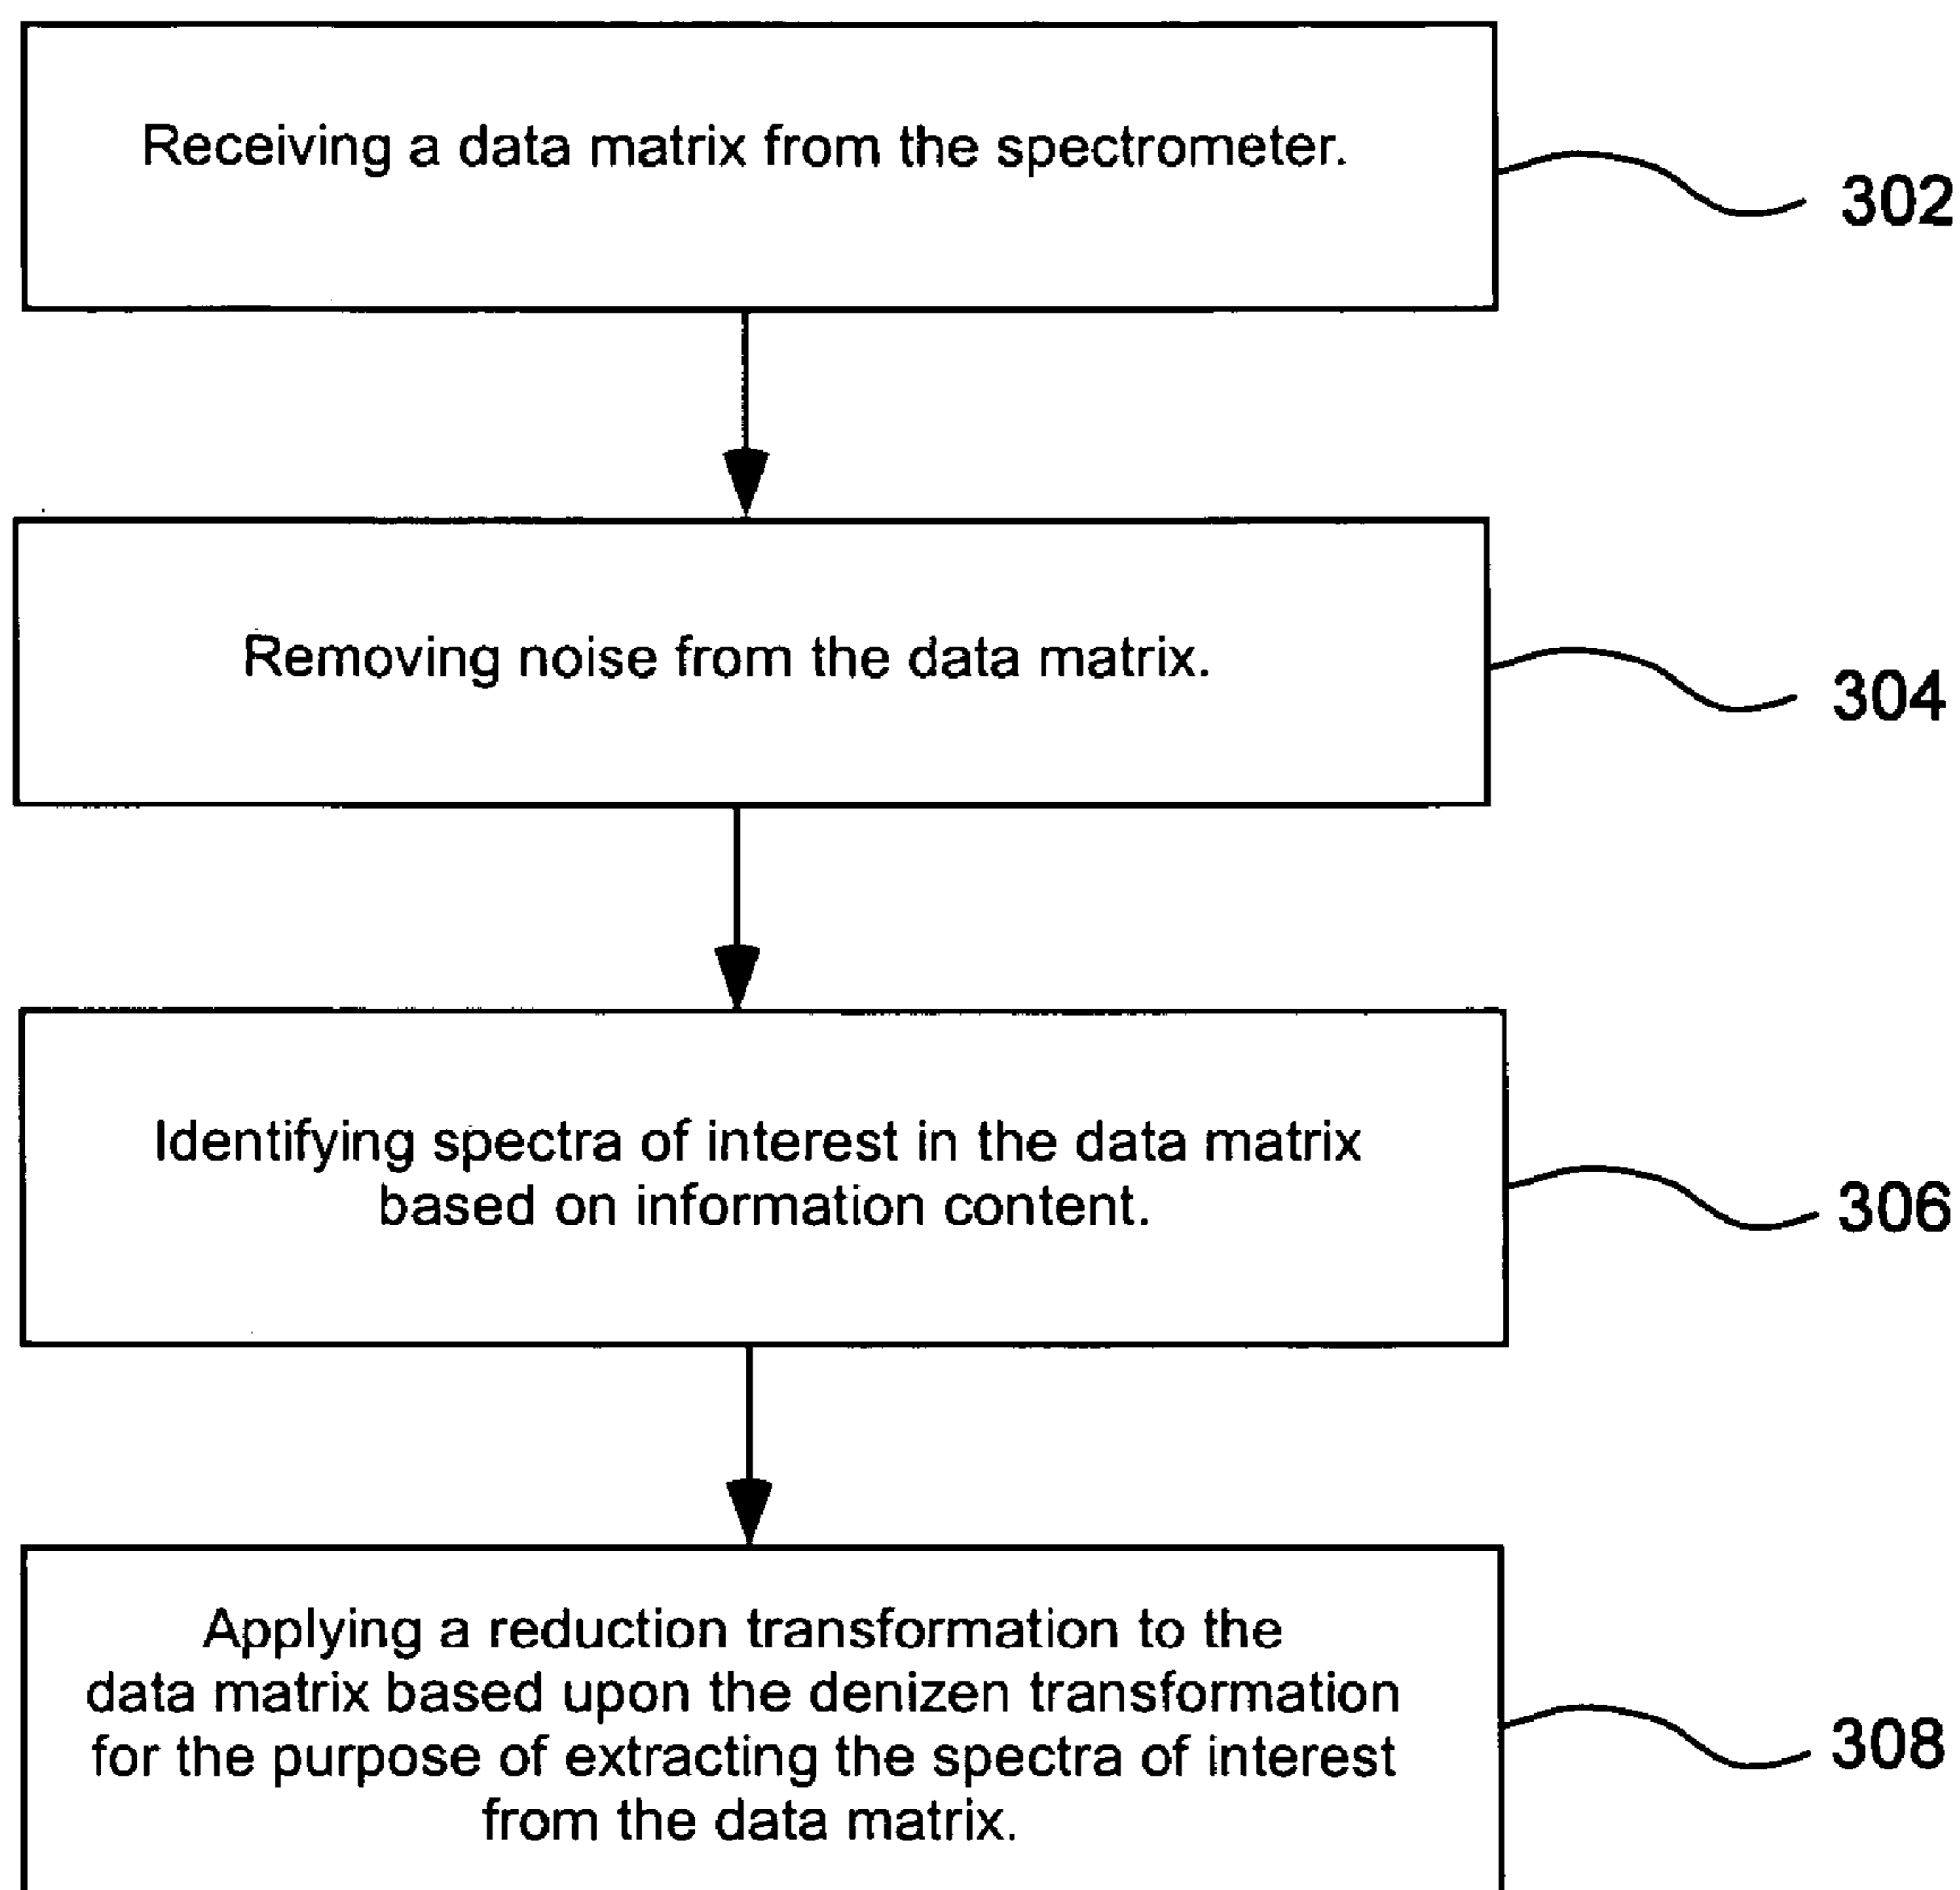 Receiving a data matrix from the spectrometer.
302
Removing noise from the data matrix.
304
Identifying spectra of interest in the data matrix
based on information content.
306
Applying a reduction transformation to the
data matrix based upon the denizen transformation
for the purpose of extracting the spectra of interest
from the data matrix.
308